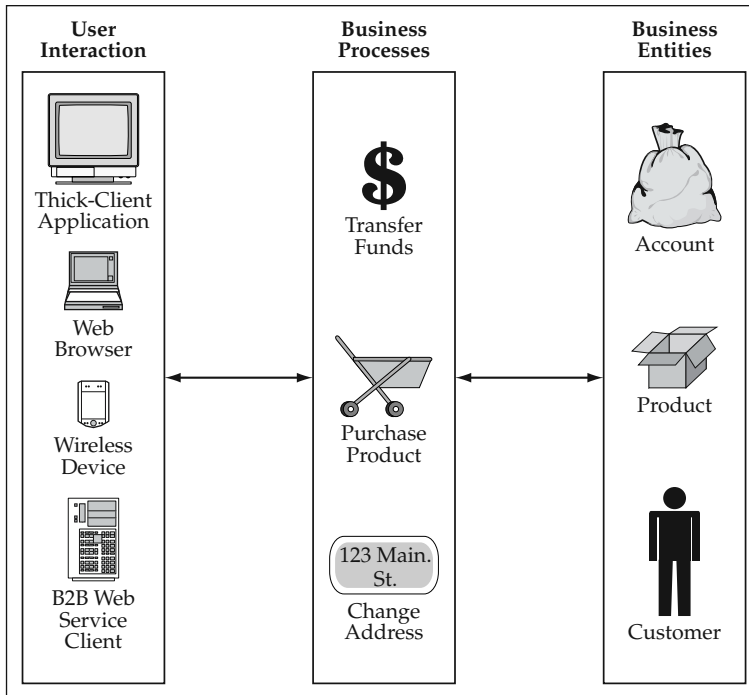 User
Interaction
Business
Processes
Business
Entities
Thick-Client
Application
Web
Browser
Wireless
Device
B2B Web
Service
Client
$
Transfer
Funds
Purchase
Product
123 Main.
St.
Change
Address
Account
Product
Customer